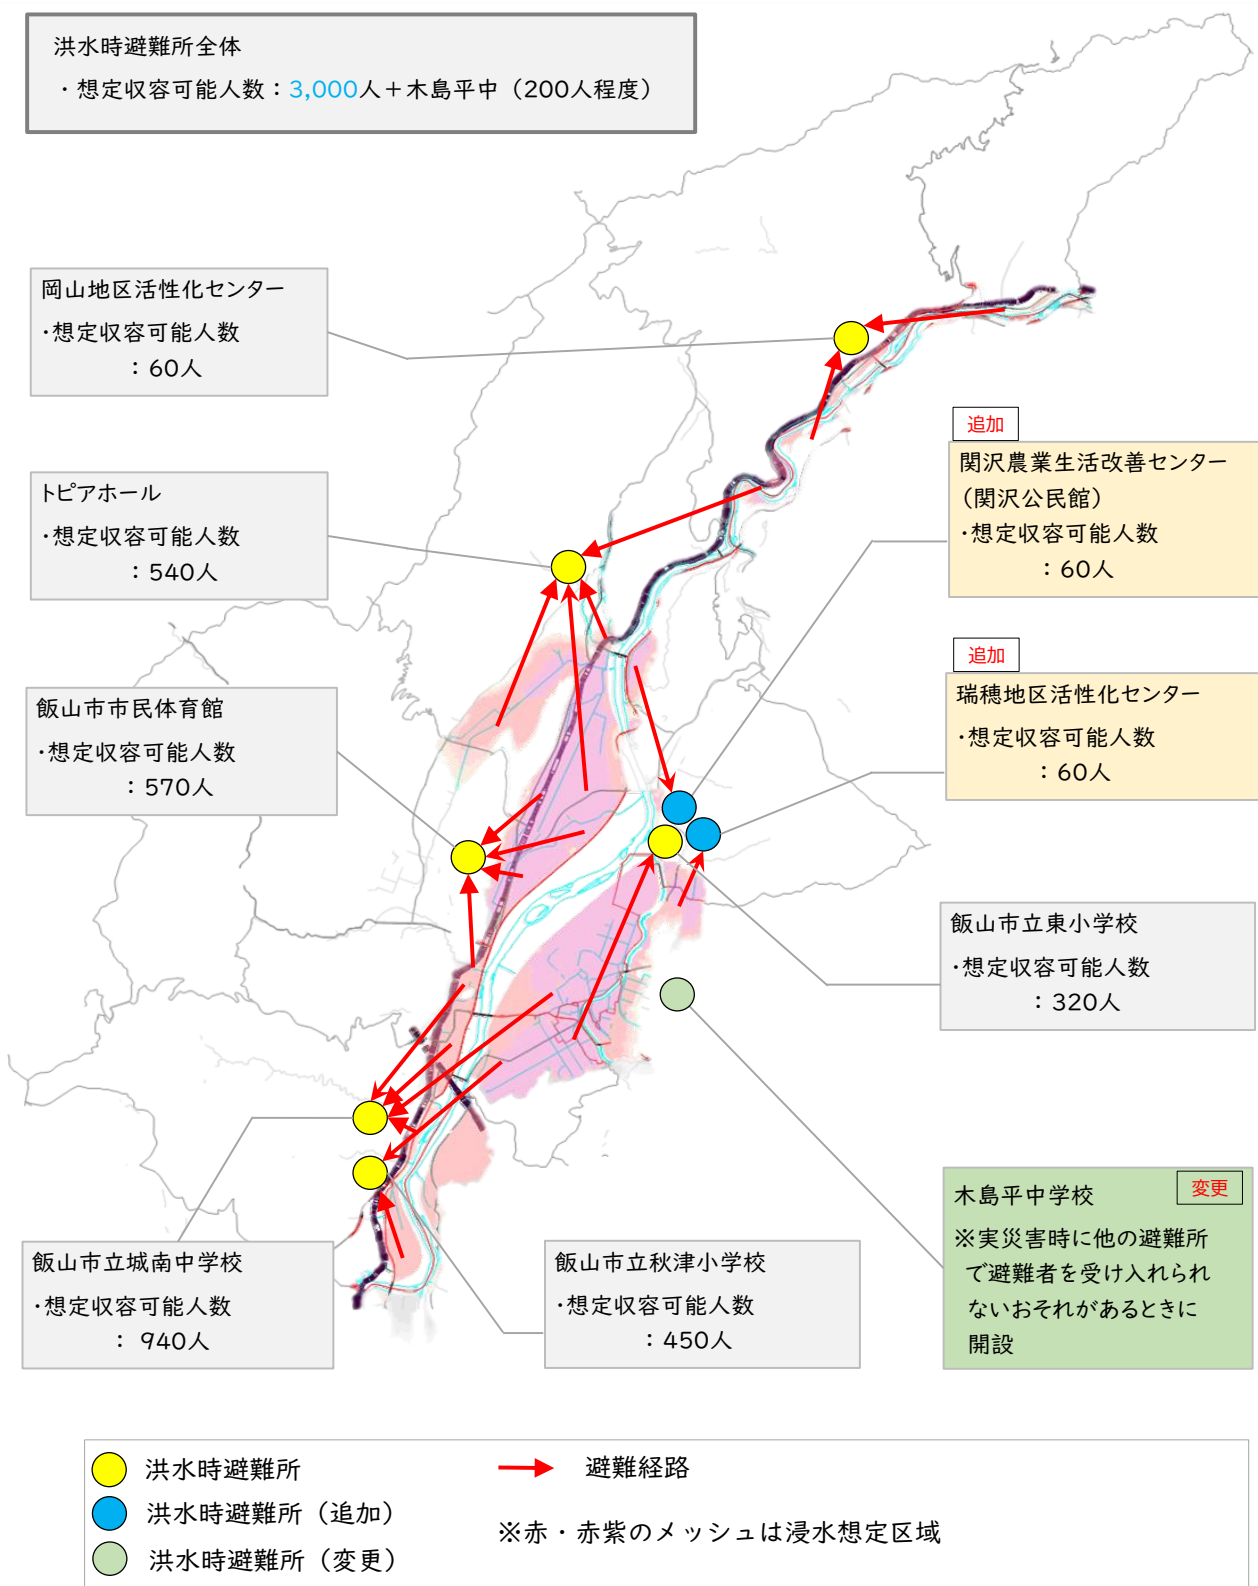 洪水時避難所全体
・想定収容可能人数：3,000人＋木島平中（200人程度）
岡山地区活性化センター
・想定収容可能人数
：60人
トピアホール
・想定収容可能人数
：540人
飯山市市民体育館
・想定収容可能人数
：570人
追加
関沢農業生活改善センター
（関沢公民館）
・想定収容可能人数
：60人
追加
瑞穂地区活性化センター
・想定収容可能人数
：60人
飯山市立東小学校
・想定収容可能人数
：320人
木島平中学校
変更
※実災害時に他の避難所
で避難者を受け入れられ
ないおそれがあるときに
開設
飯山市立城南中学校
・想定収容可能人数
：940人
飯山市立秋津小学校
・想定収容可能人数
：450人
洪水時避難所
避難経路
洪水時避難所（追加）
※赤・赤紫のメッシュは浸水想定区域
洪水時避難所（変更）